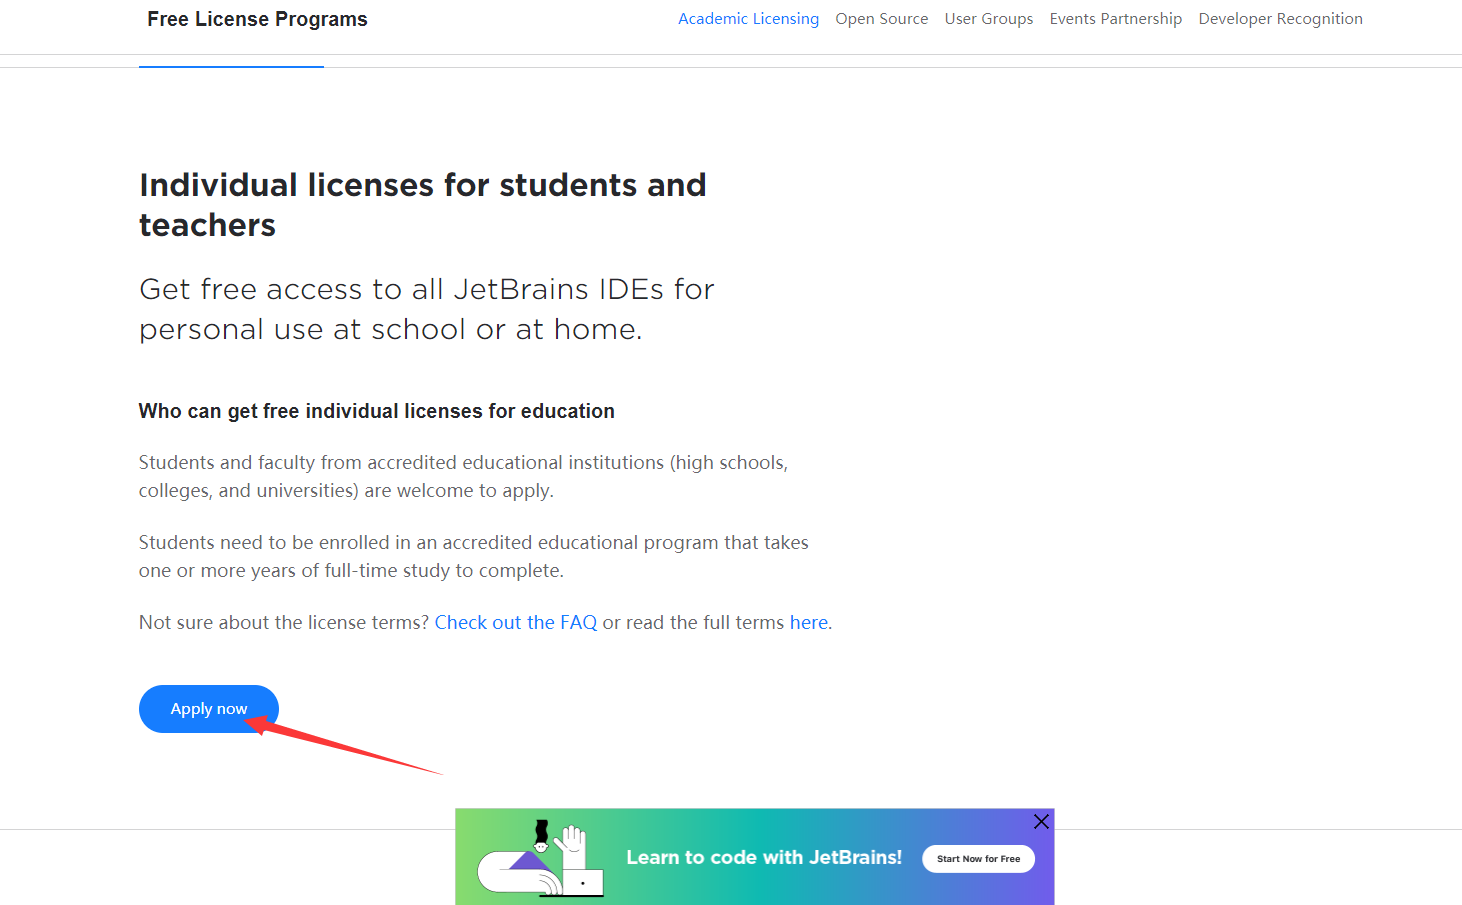 Free License Programs
Academic Licensing Open Source User Groups Events Partnership Developer Recognition
Individual licenses for students and
teachers
Get free access to all JetBrains IDEs for
personal use at school or at home.
Who can get free individual licenses for education
Students and faculty from accredited educational institutions (high schools,
colleges, and universities) are welcome to apply.
Students need to be enrolled in an accredited educational program that takes
one or more years of full-time study to complete.
Not sure about the license terms? Check out the FAQ or read the full terms here.
Apply now
Learn to code with JetBrains!
Start Now for Free